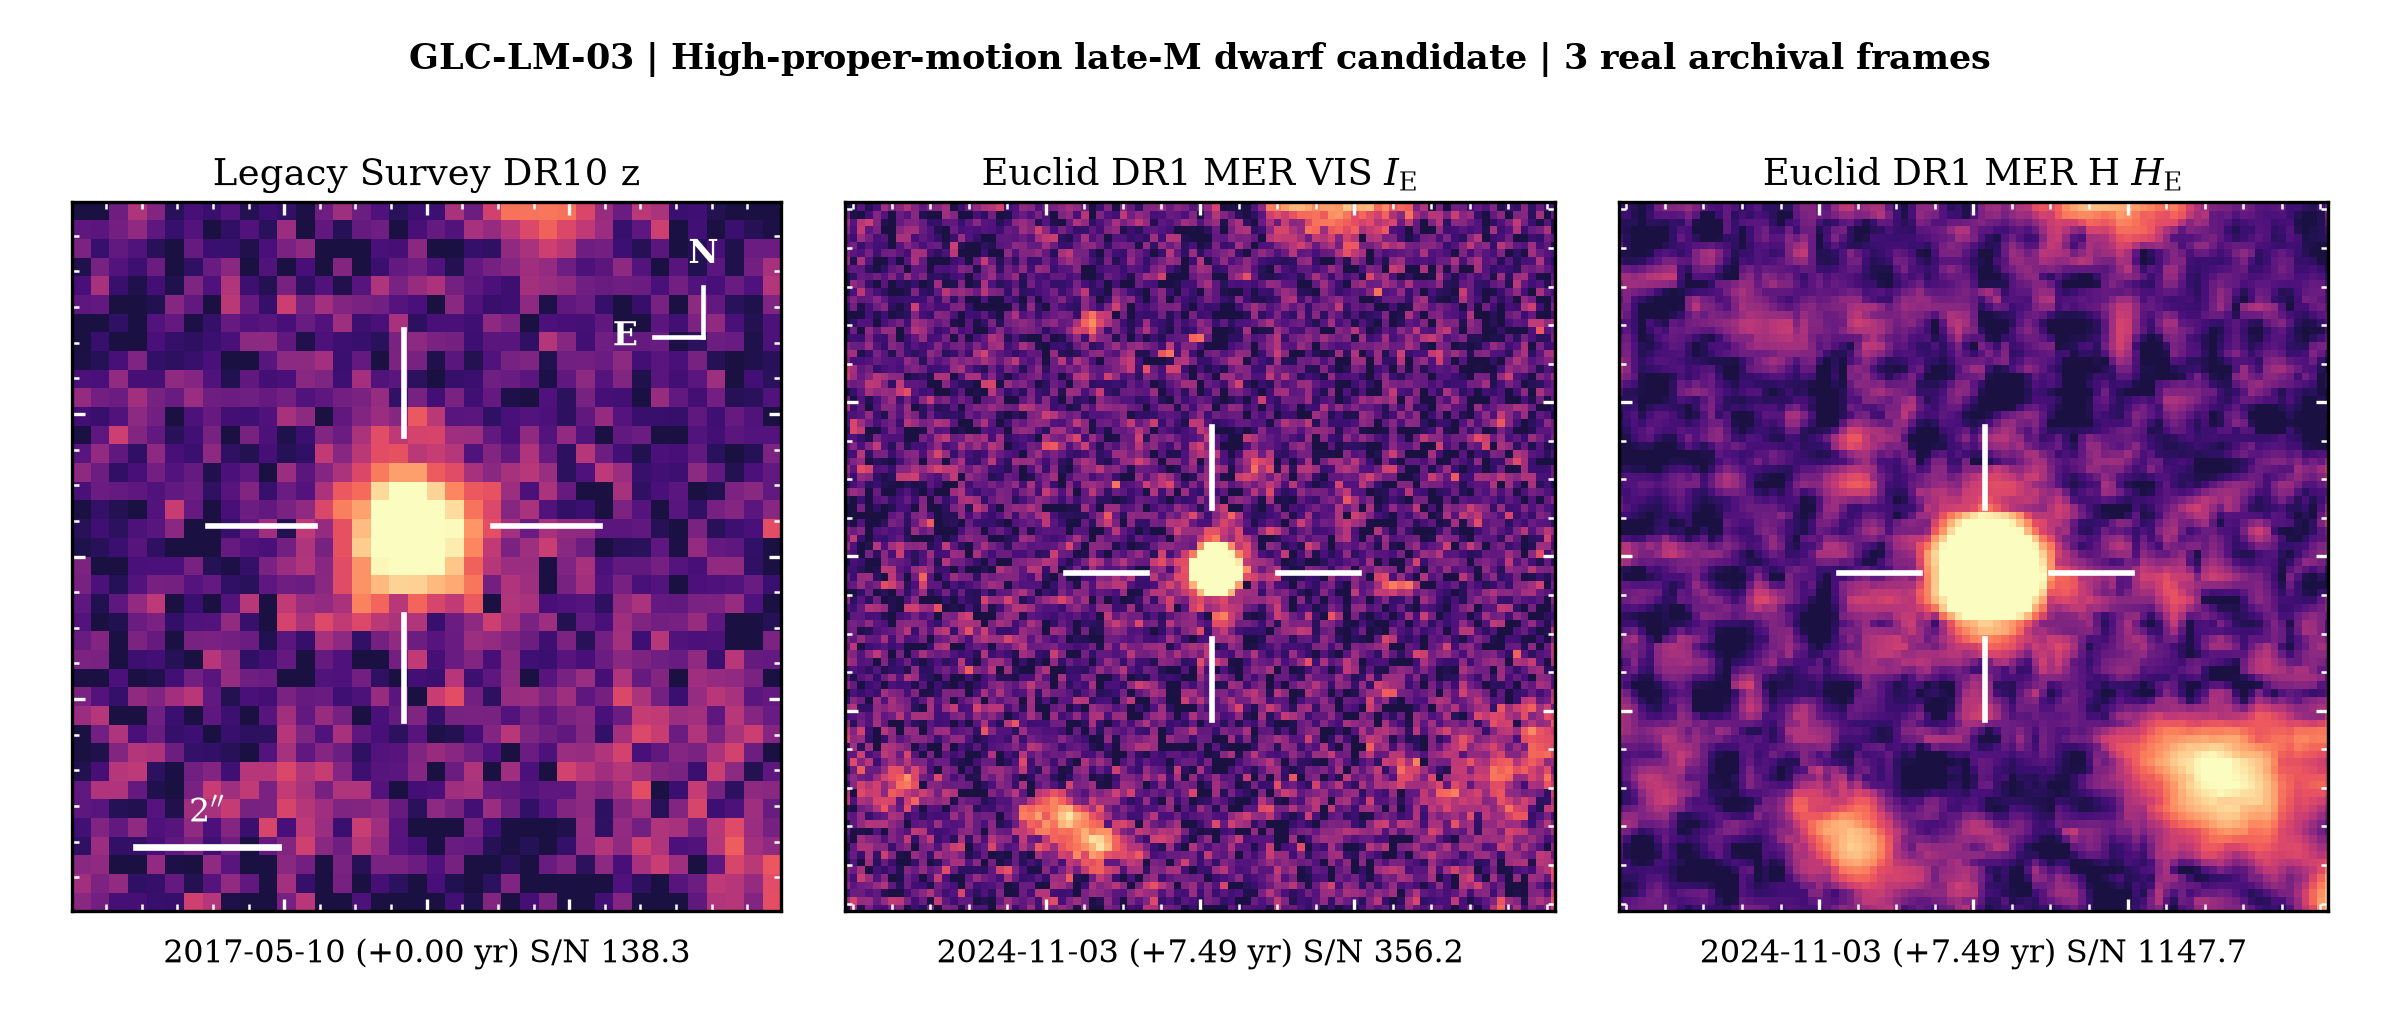 GLC-LM-03 | High-proper-motion late-M dwarf candidate | 3 real archival frames
Legacy Survey DR10 z
Euclid DR1 MER VIS I_E
Euclid DR1 MER H H_E
N
E
2″
2017-05-10 (+0.00 yr) S/N 138.3
2024-11-03 (+7.49 yr) S/N 356.2
2024-11-03 (+7.49 yr) S/N 1147.7